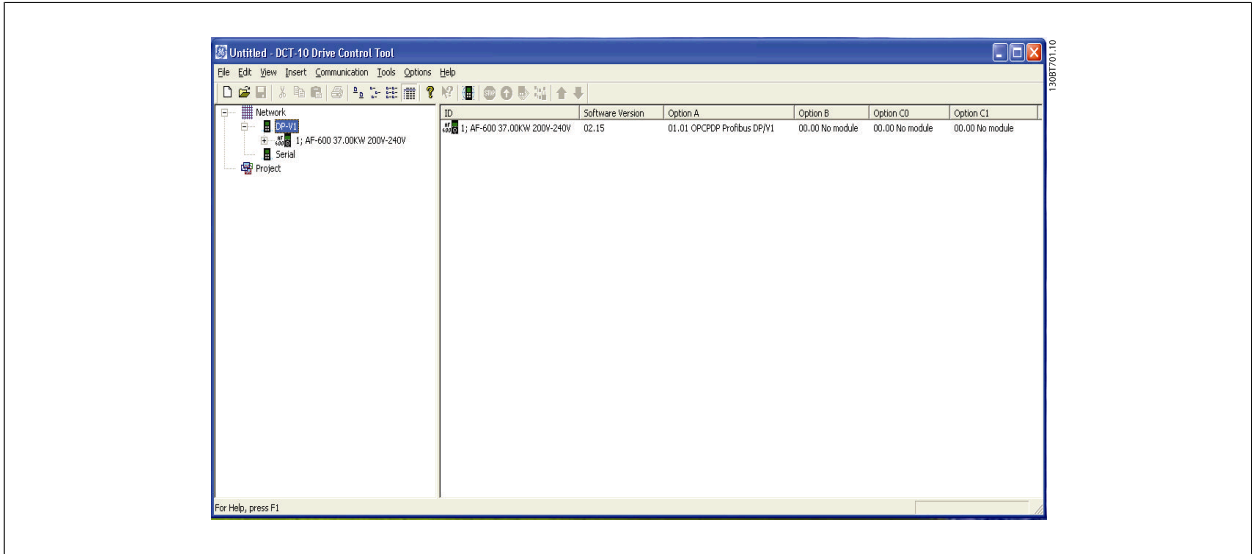 Untitled - DCT-10 Drive Control Tool
File Edit View Insert Communication Tools Options Help
Network
DP-V1
1; AF-600 37.00KW 200V-240V
Serial
Project
ID Software Version Option A Option B Option C0 Option C1
1; AF-600 37.00KW 200V-240V 02.15 01.01 OPCPDP Profibus DP/V1 00.00 No module 00.00 No module 00.00 No module
For Help, press F1
130BT701.10